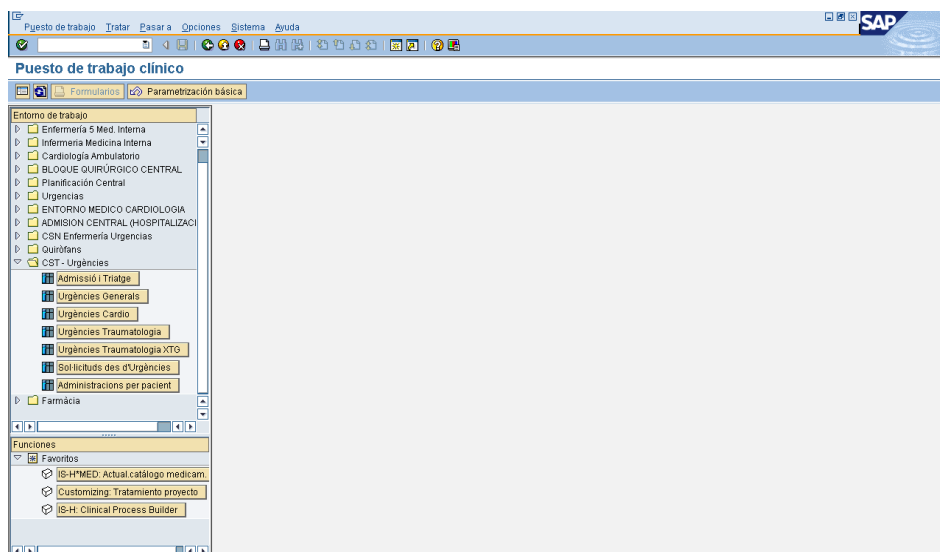 Puesto de trabajo Tratar Pasar a Opciones Sistema Ayuda
SAP
Puesto de trabajo clínico
Formularios Parametrización básica
Entorno de trabajo
Enfermería 5 Med. Interna
Infermeria Medicina Interna
Cardiología Ambulatorio
BLOQUE QUIRÚRGICO CENTRAL
Planificación Central
Urgencias
ENTORNO MEDICO CARDIOLOGIA
ADMISION CENTRAL (HOSPITALIZACI
CSN Enfermería Urgencias
Quiròfans
CST - Urgències
Admissió i Triatge
Urgències Generals
Urgències Cardio
Urgències Traumatologia
Urgències Traumatologia XTG
Sol·licituds des d'Urgències
Administracions per pacient
Farmàcia
Funciones
Favoritos
IS-H*MED: Actual.catálogo medicam.
Customizing: Tratamiento proyecto
IS-H: Clinical Process Builder